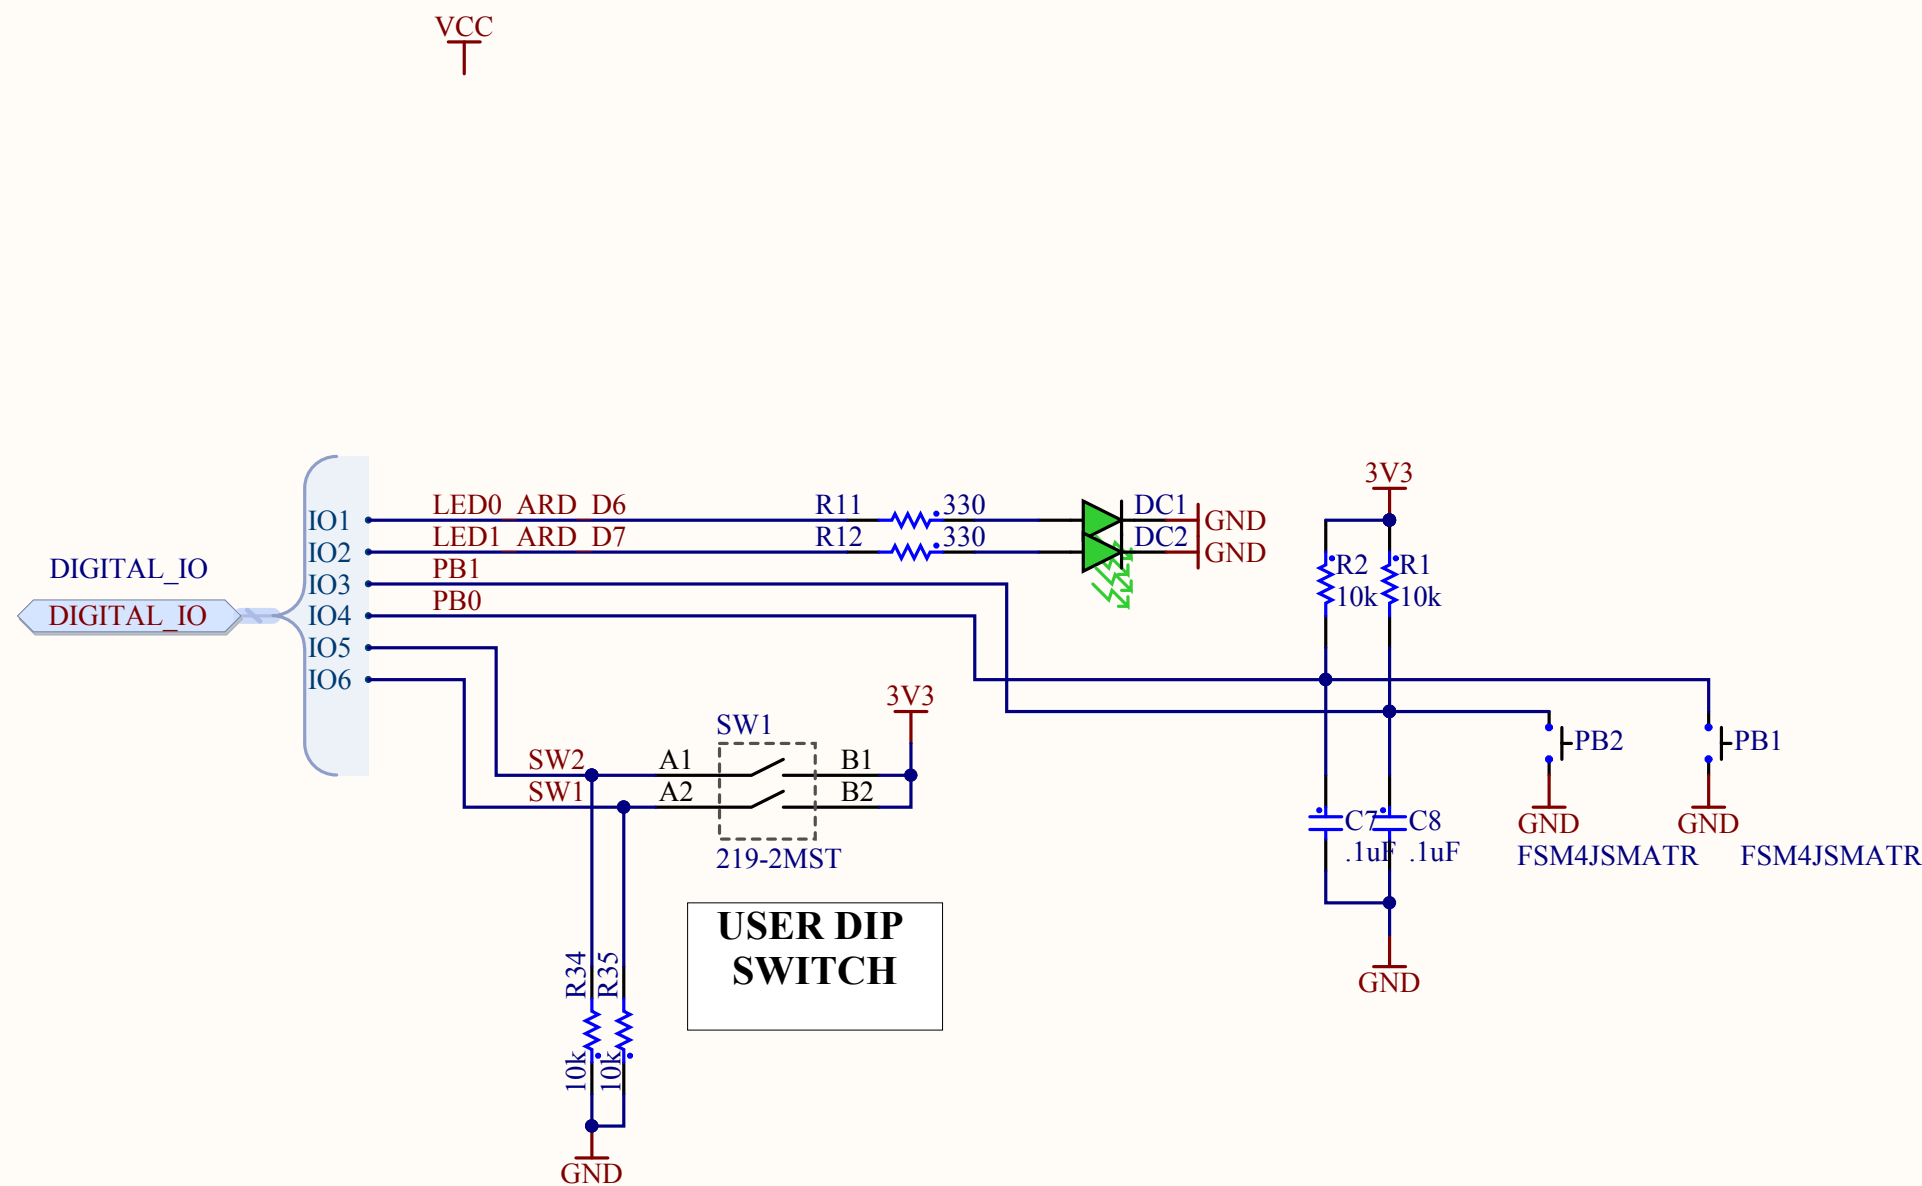 VCC
3V3
LED0_ARD_D6 R11 330 DC1
IO1 GND
LED1_ARD_D7 R12 330 DC2
IO2 GND
DIGITAL_IO PB1 R2 R1
IO3 10k 10k
DIGITAL_IO PB0
IO4
IO5
IO6
3V3
SW1
PB2 PB1
SW2 A1 B1
SW1 A2 B2
C7 C8 GND GND
219-2MST .1uF .1uF FSM4JSMATR FSM4JSMATR
USER DIP
SWITCH
R34 R35
GND
10k 10k
GND